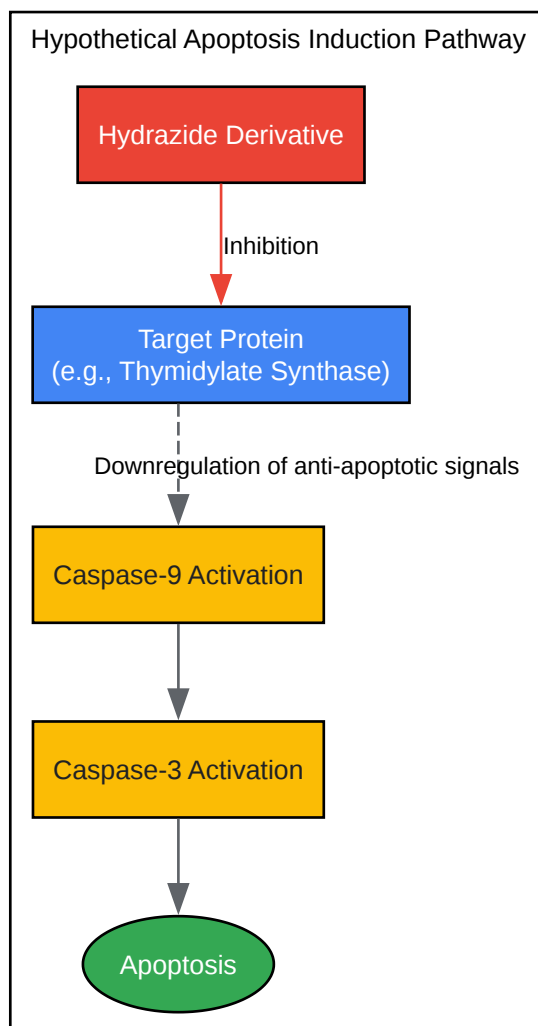 Hypothetical Apoptosis Induction Pathway
Hydrazide Derivative
Inhibition
Target Protein
(e.g., Thymidylate Synthase)
Downregulation of anti-apoptotic signals
Caspase-9 Activation
Caspase-3 Activation
Apoptosis